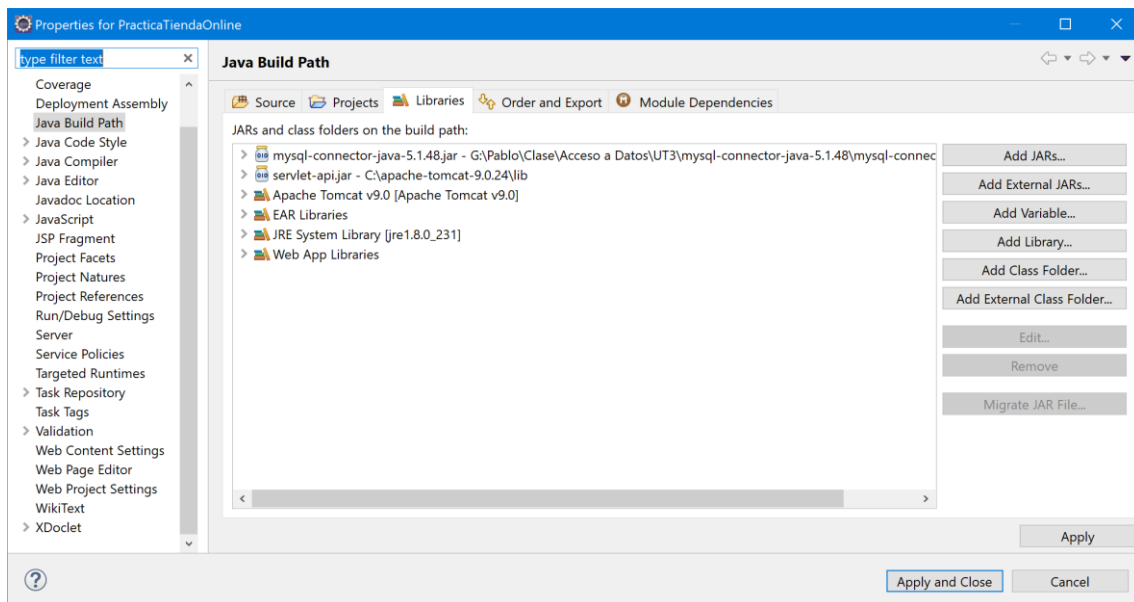 Properties for PracticaTiendaOnline
type filter text
Coverage
Deployment Assembly
Java Build Path
Java Code Style
Java Compiler
Java Editor
Javadoc Location
JavaScript
JSP Fragment
Project Facets
Project Natures
Project References
Run/Debug Settings
Server
Service Policies
Targeted Runtimes
Task Repository
Task Tags
Validation
Web Content Settings
Web Page Editor
Web Project Settings
WikiText
XDoclet
Java Build Path
Source Projects Libraries Order and Export Module Dependencies
JARs and class folders on the build path:
mysql-connector-java-5.1.48.jar - G:\Pablo\Clase\Acceso a Datos\UT3\mysql-connector-java-5.1.48\mysql-connec
servlet-api.jar - C:\apache-tomcat-9.0.24\lib
Apache Tomcat v9.0 [Apache Tomcat v9.0]
EAR Libraries
JRE System Library [jre1.8.0_231]
Web App Libraries
Add JARs...
Add External JARs...
Add Variable...
Add Library...
Add Class Folder...
Add External Class Folder...
Edit...
Remove
Migrate JAR File...
Apply
Apply and Close Cancel